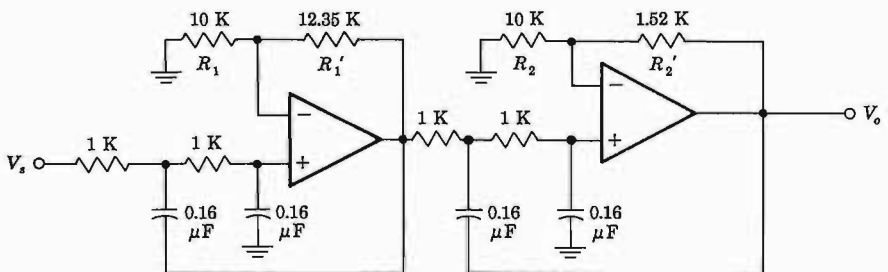 10 K 12.35 K 10 K 1.52 K
R₁ R₁′ R₂ R₂′
− −
1 K 1 K 1 K 1 K
Vₛ + + Vₒ
0.16 0.16 0.16 0.16
μF μF μF μF